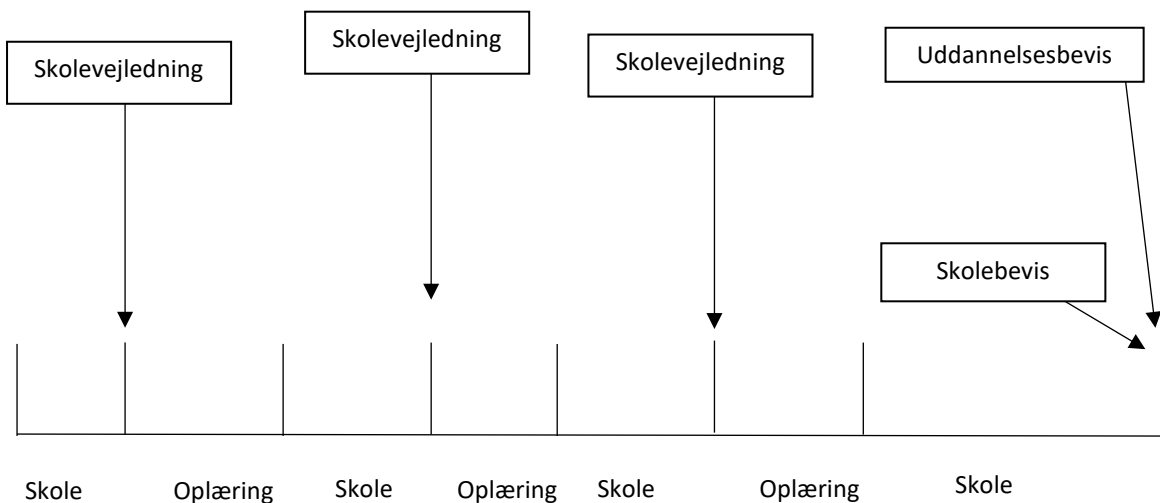 Skolevejledning
Skolevejledning
Skolevejledning
Uddannelsesbevis
Skolebevis
Skole Oplæring Skole Oplæring Skole Oplæring Skole